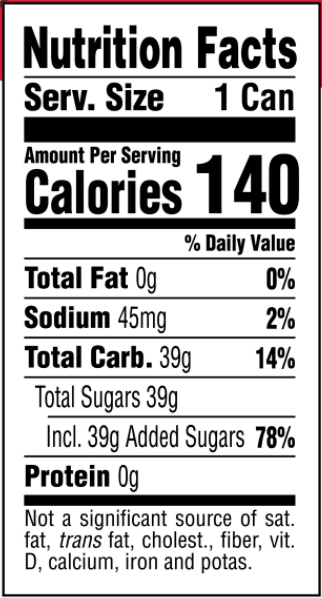 Nutrition Facts
Serv. Size 1 Can
Amount Per Serving
Calories 140
% Daily Value
Total Fat 0g 0%
Sodium 45mg 2%
Total Carb. 39g 14%
Total Sugars 39g
Incl. 39g Added Sugars 78%
Protein 0g
Not a significant source of sat.
fat, trans fat, cholest., fiber, vit.
D, calcium, iron and potas.